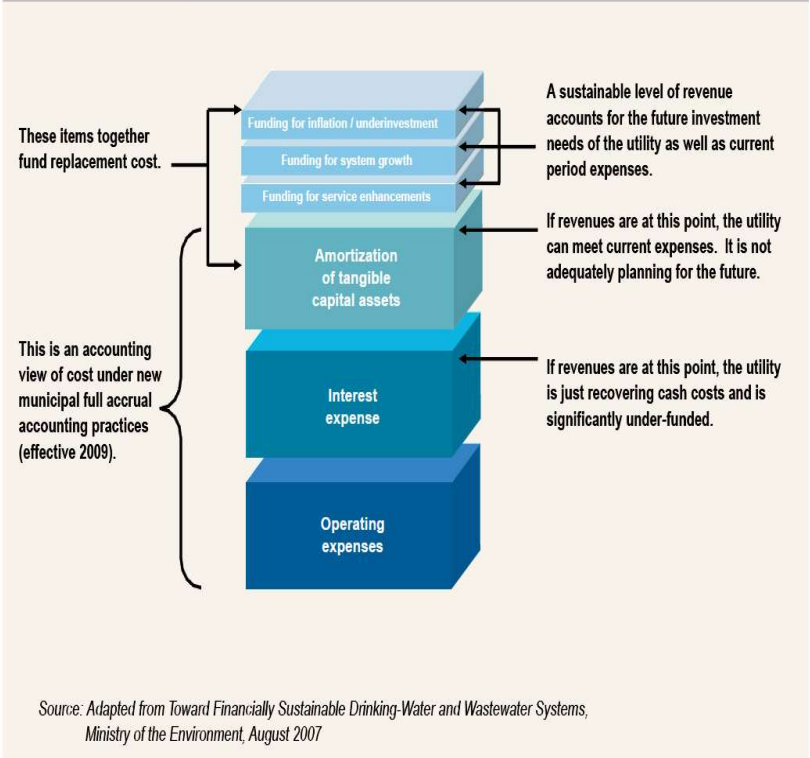 These items together
fund replacement cost.
This is an accounting
view of cost under new
municipal full accrual
accounting practices
(effective 2009).
Funding for inflation / underinvestment
Funding for system growth
Funding for service enhancements
Amortization
of tangible
capital assets
Interest
expense
Operating
expenses
A sustainable level of revenue
accounts for the future investment
needs of the utility as well as current
period expenses.
If revenues are at this point, the utility
can meet current expenses. It is not
adequately planning for the future.
If revenues are at this point, the utility
is just recovering cash costs and is
significantly under-funded.
Source: Adapted from Toward Financially Sustainable Drinking-Water and Wastewater Systems,
Ministry of the Environment, August 2007